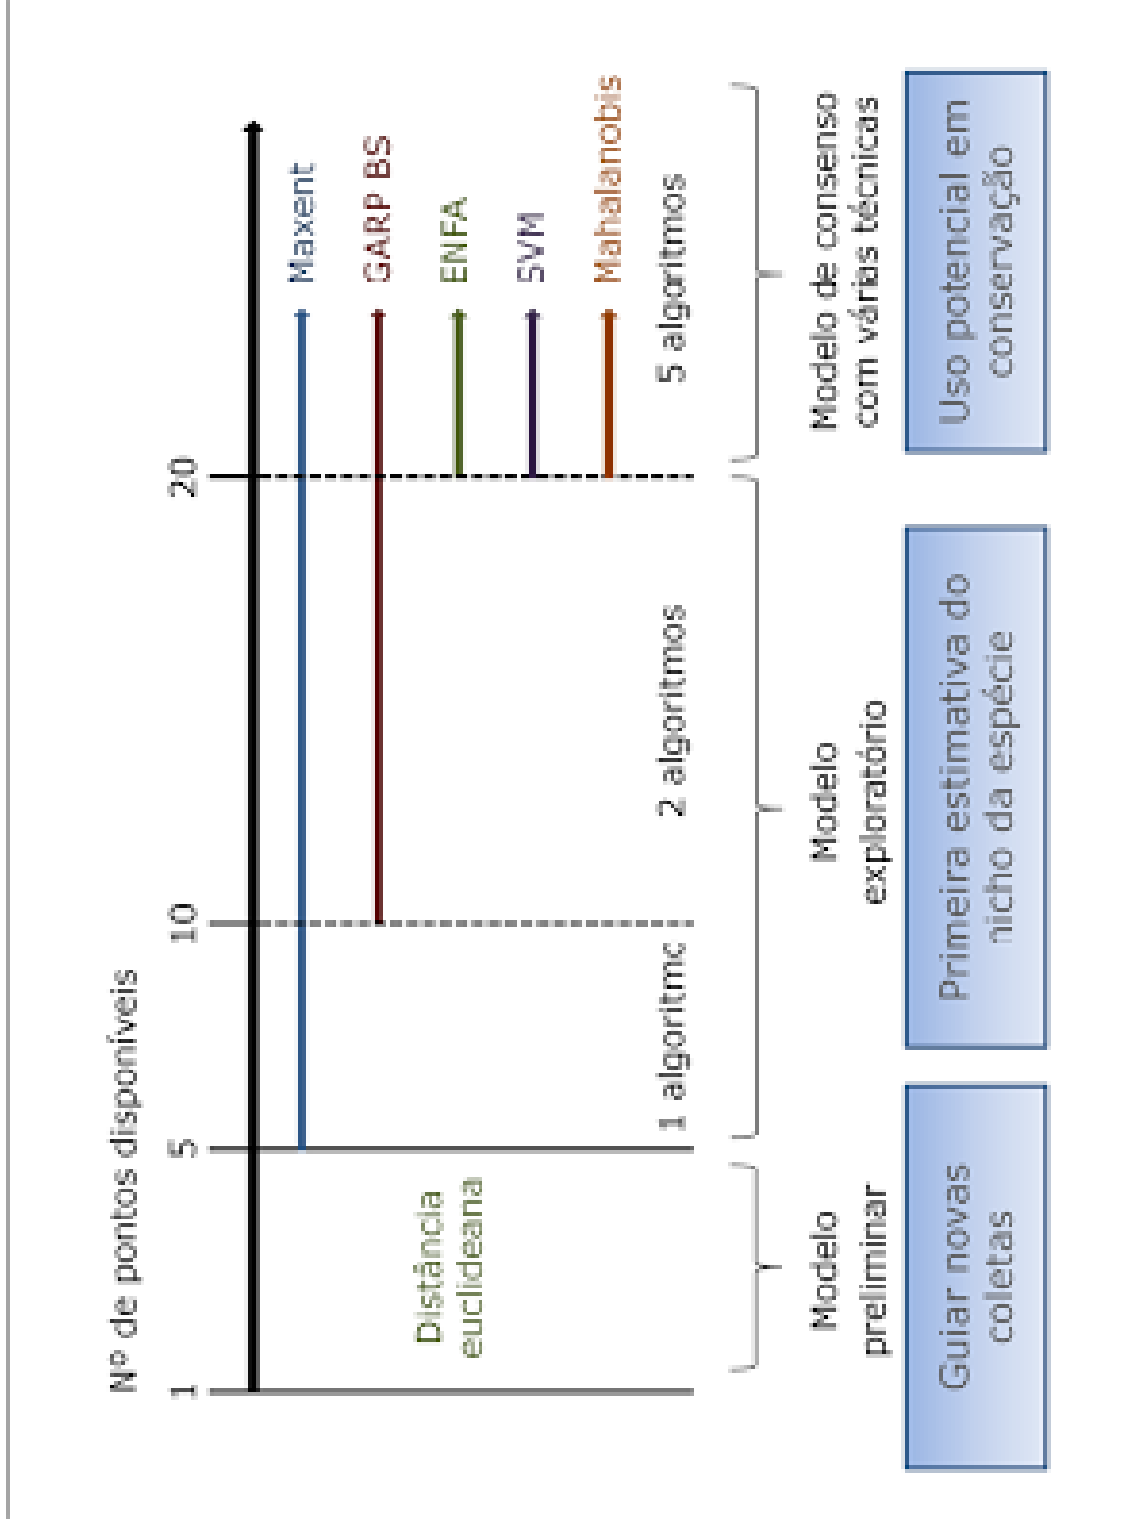 Nº de pontos disponíveis
1
5
10
20
Maxent
GARP BS
ENFA
SVM
Mahalanobis
Distância
euclideana
1 algoritmo
2 algoritmos
5 algoritmos
Modelo
preliminar
Modelo
exploratório
Modelo de consenso
com várias técnicas
Guiar novas
coletas
Primeira estimativa do
nicho da espécie
Uso potencial em
conservação